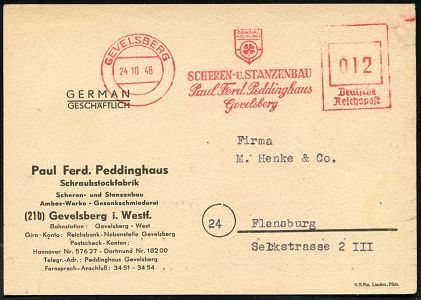 GEVELSBERG
24 10 46
SCHEREN- u. STANZENBAU
Paul Ferd. Peddinghaus
Gevelsberg
012
Deutsche
Reichspost
GERMAN
GESCHÄFTLICH
Firma
M. Henke & Co.
Paul Ferd. Peddinghaus
Schraubstockfabrik
Scheren- und Stanzenbau
Ambos-Werke - Gesenkschmiederei
(21b) Gevelsberg i. Westf.
Bahnstation: Gevelsberg-West
Giro-Konto: Reichsbank-Nebenstelle Gevelsberg
Postscheck-Konten:
Hannover Nr. 57627 - Dortmund Nr. 18200
Telegr.-Adr.: Peddinghaus Gevelsberg
Fernsprech-Anschluß: 3451 - 3454
24
Flensburg
Selkstrasse 2 III